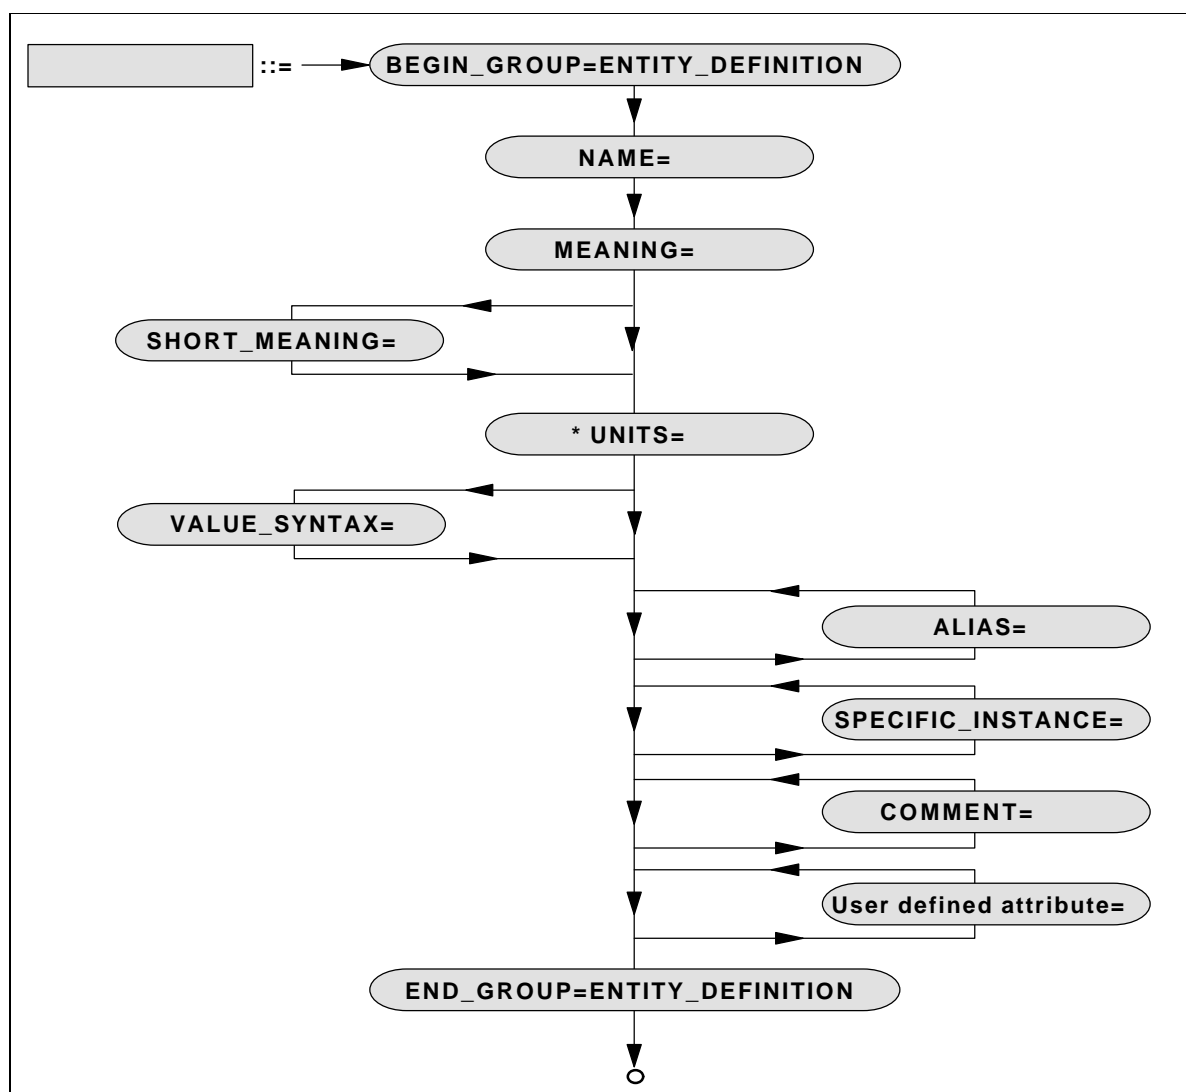 ::= BEGIN_GROUP=ENTITY_DEFINITION
NAME=
MEANING=
SHORT_MEANING=
* UNITS=
VALUE_SYNTAX=
ALIAS=
SPECIFIC_INSTANCE=
COMMENT=
User defined attribute=
END_GROUP=ENTITY_DEFINITION